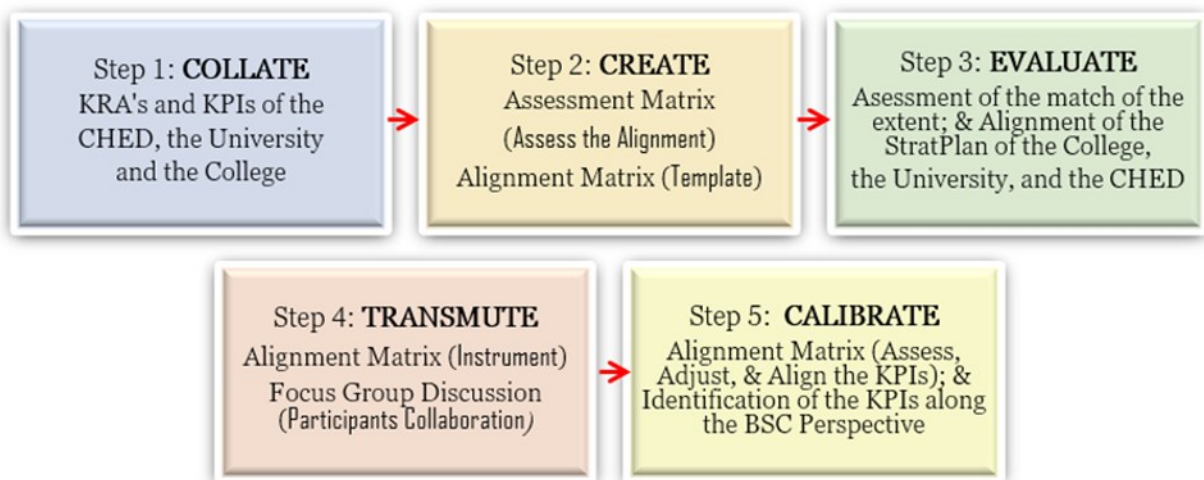 Step 1: COLLATE
KRA's and KPIs of the
CHED, the University
and the College
Step 2: CREATE
Assessment Matrix
(Assess the Alignment)
Alignment Matrix (Template)
Step 3: EVALUATE
Asessment of the match of the
extent; & Alignment of the
StratPlan of the College,
the University, and the CHED
Step 4: TRANSMUTE
Alignment Matrix (Instrument)
Focus Group Discussion
(Participants Collaboration)
Step 5: CALIBRATE
Alignment Matrix (Assess,
Adjust, & Align the KPIs); &
Identification of the KPIs along
the BSC Perspective